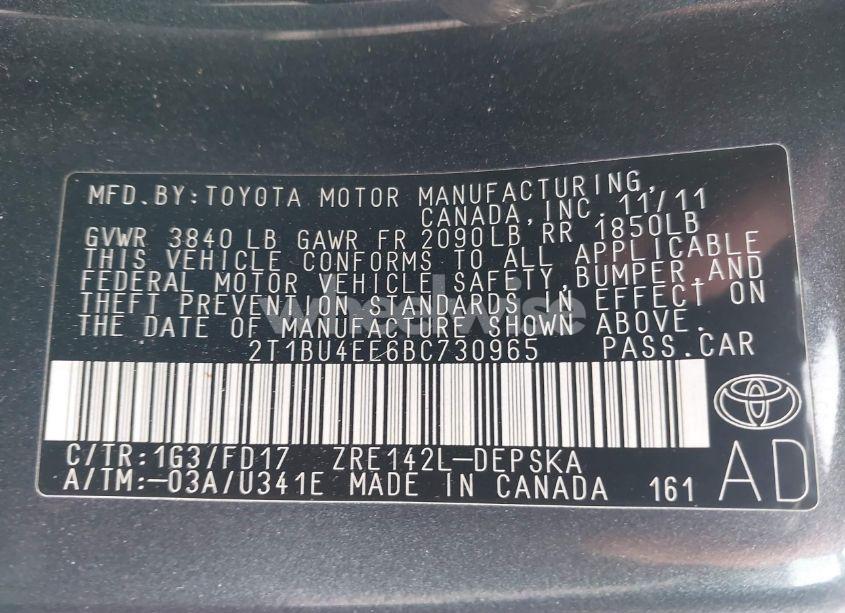 MFD.BY:TOYOTA MOTOR MANUFACTURING,
CANADA,INC. 11/11
GVWR 3840LB GAWR FR 2090LB RR 1850LB
THIS VEHICLE CONFORMS TO ALL APPLICABLE
FEDERAL MOTOR VEHICLE SAFETY,BUMPER,AND
THEFT PREVENTION STANDARDS IN EFFECT ON
THE DATE OF MANUFACTURE SHOWN ABOVE.
wheelwise
2T1BU4EE6BC730965 PASS.CAR
C/TR:1G3/FD17 ZRE142L-DEPSKA
A/TM:-03A/U341E MADE IN CANADA 161
AD